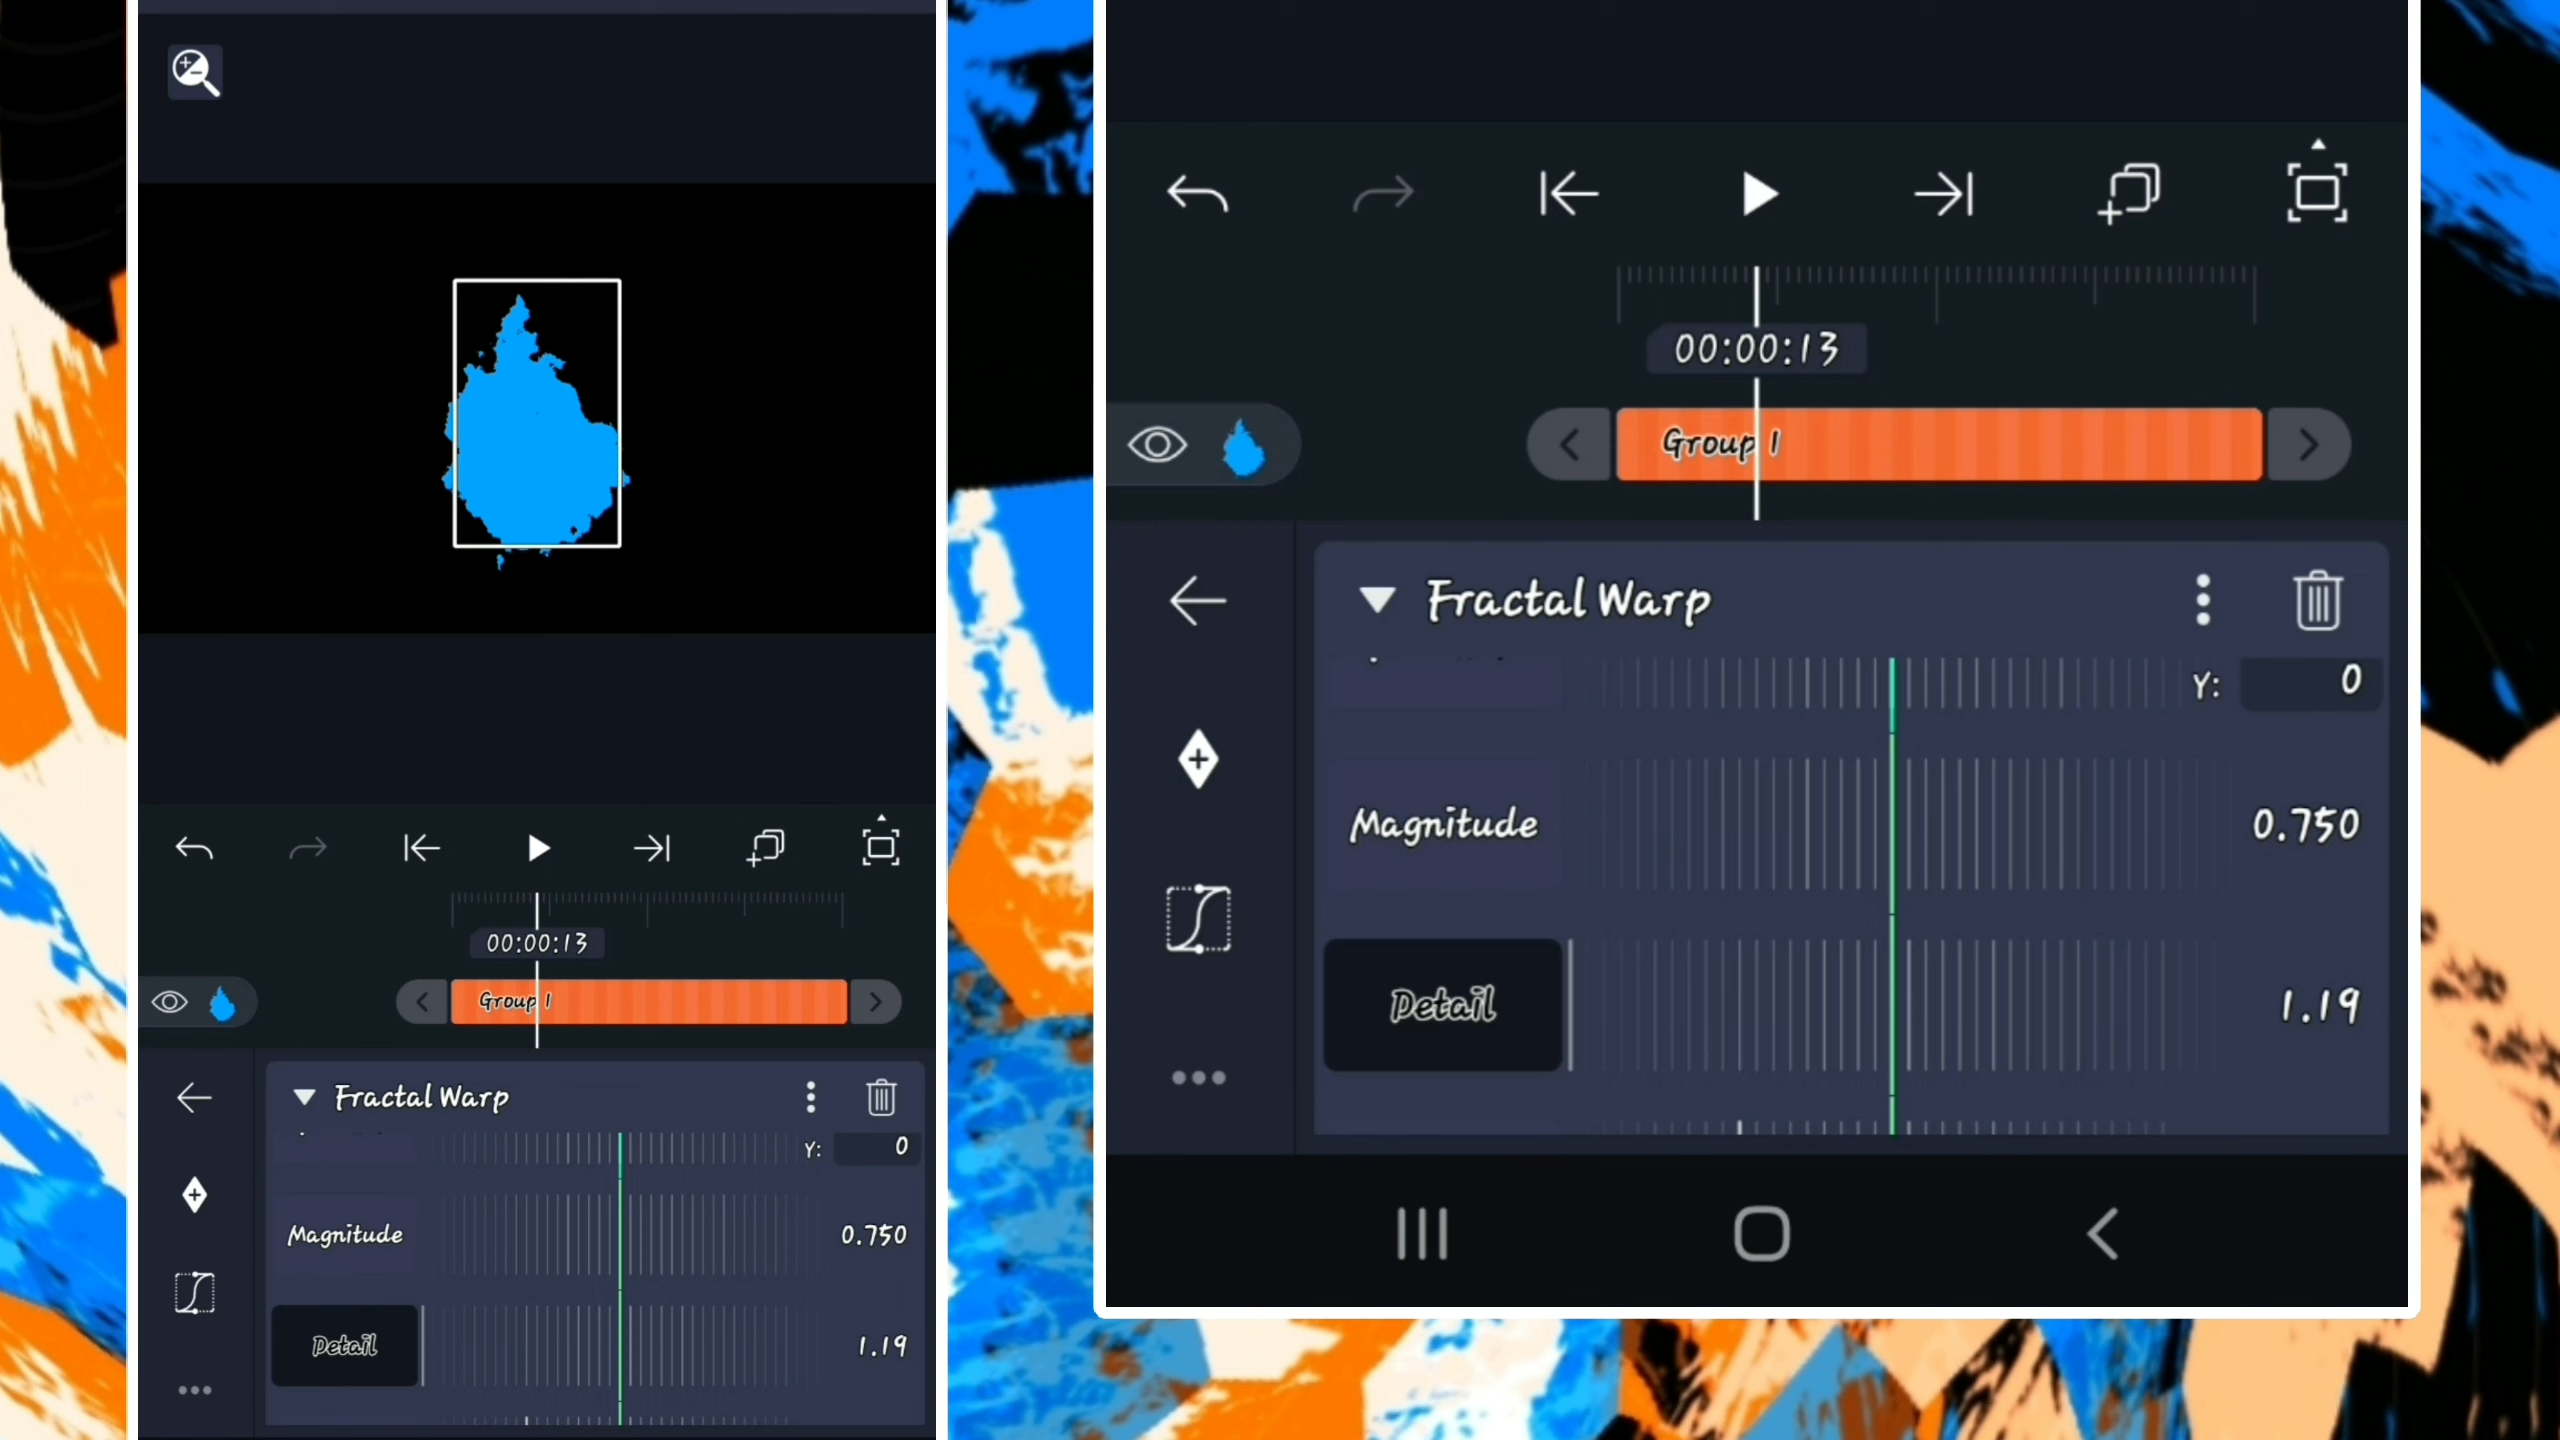 00:00:13
Group 1
Fractal Warp
Y: 0
Magnitude 0.750
Detail 1.19
00:00:13
Group 1
Fractal Warp
Y: 0
Magnitude 0.750
Detail 1.19